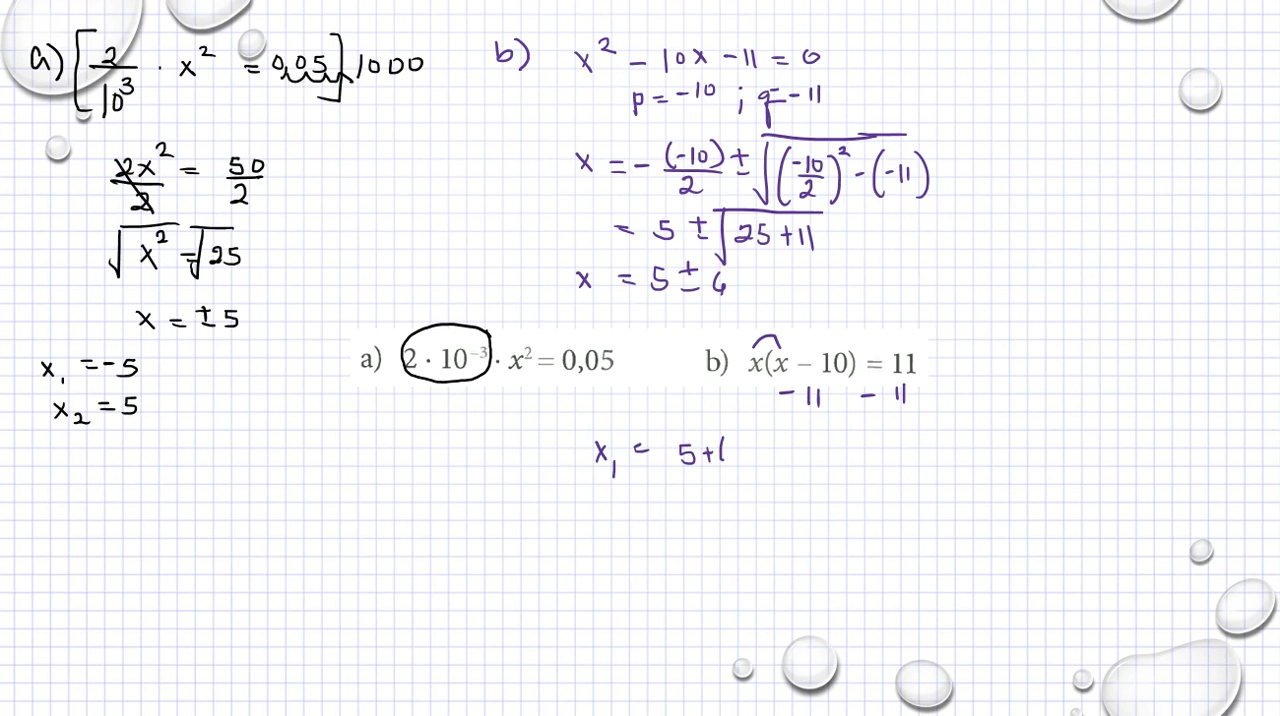 a) [2/10³ · x² = 0,05] 1000
2x²/2 = 50/2
√x² = √25
x = ±5
x₁ = -5
x₂ = 5
b) x² - 10x - 11 = 0
p = -10 ; q = -11
x = - (-10)/2 ± √(-10/2)² - (-11)
= 5 ± √25 + 11
x = 5 ± 6
a) 2 · 10⁻³ · x² = 0,05
b) x(x − 10) = 11
- 11 - 11
x₁ = 5 +